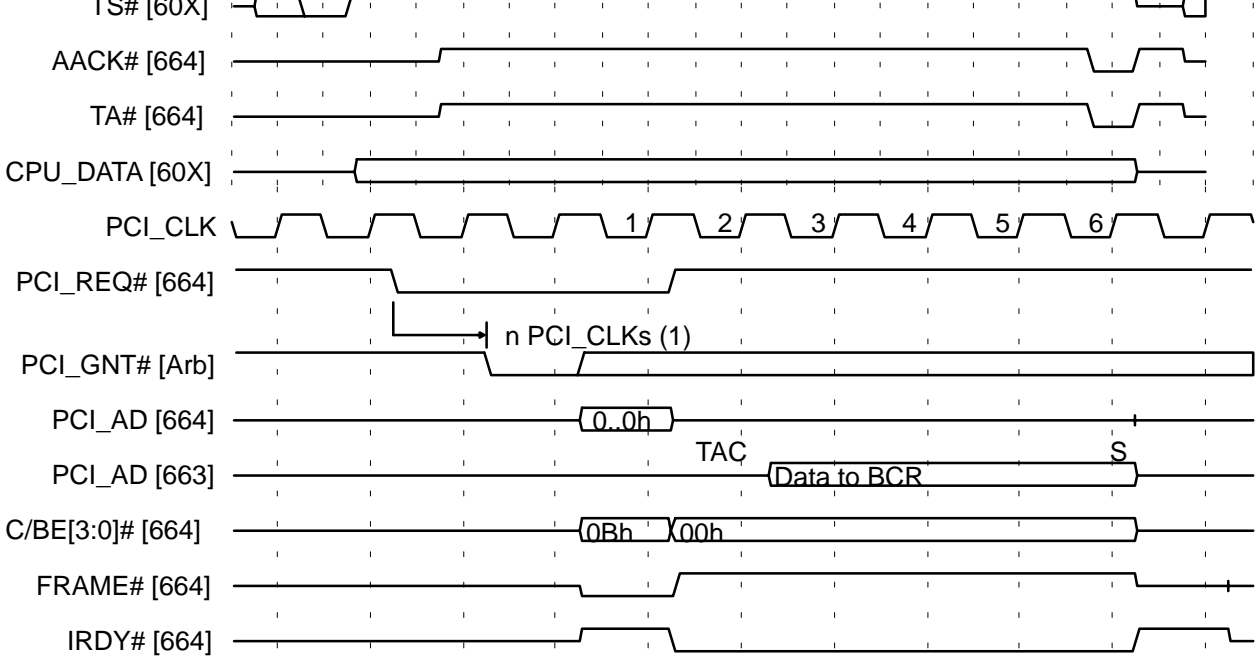 TS# [60X]
AACK# [664]
TA# [664]
CPU_DATA [60X]
PCI_CLK 1 2 3 4 5 6
PCI_REQ# [664]
n PCI_CLKs (1)
PCI_GNT# [Arb]
PCI_AD [664] 0..0h
TAC S
PCI_AD [663] Data to BCR
C/BE[3:0]# [664] 0Bh 00h
FRAME# [664]
IRDY# [664]